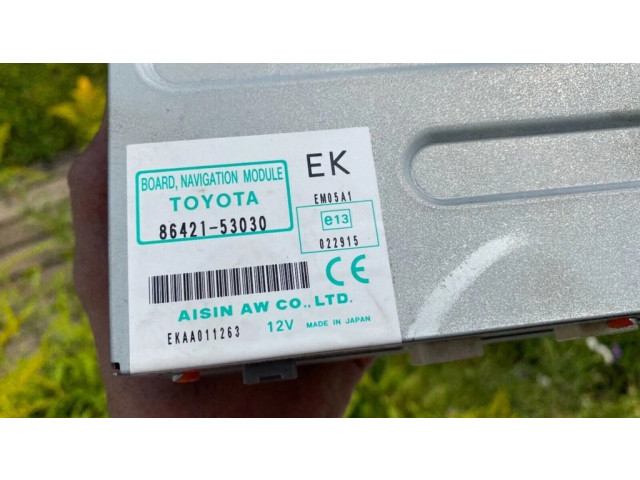 BOARD, NAVIGATION MODULE
TOYOTA
86421-53030
EK
EM05A1
e13
022915
CE
AISIN AW CO., LTD.
EKAA011263 12V MADE IN JAPAN